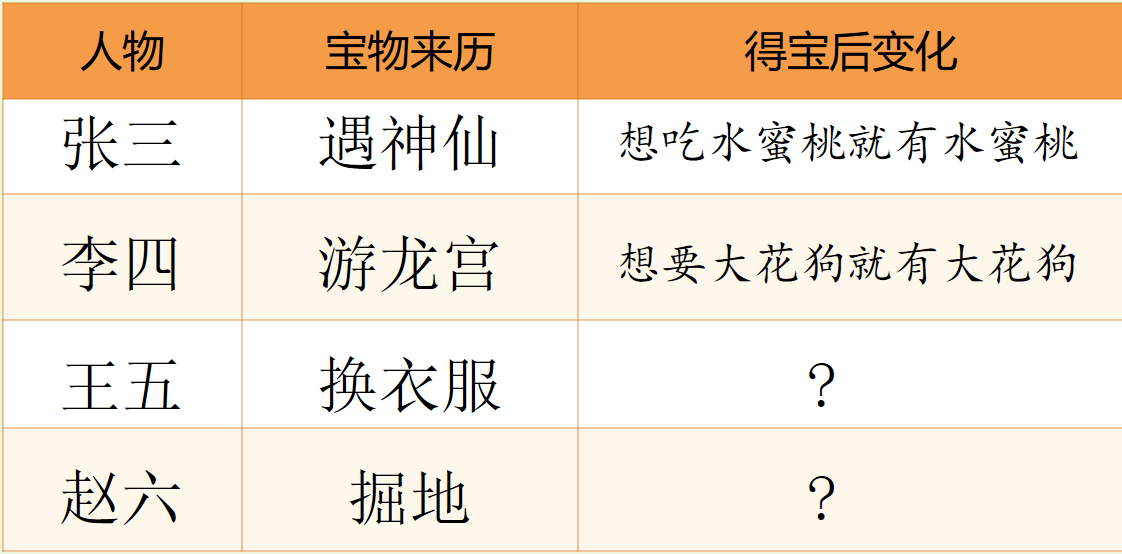 人物 宝物来历 得宝后变化
张三 遇神仙 想吃水蜜桃就有水蜜桃
李四 游龙宫 想要大花狗就有大花狗
王五 换衣服 ？
赵六 掘地 ？